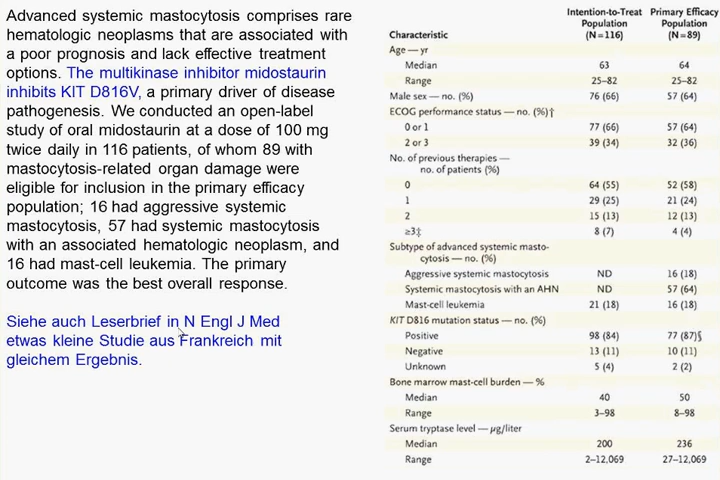 Advanced systemic mastocytosis comprises rare
hematologic neoplasms that are associated with
a poor prognosis and lack effective treatment
options. The multikinase inhibitor midostaurin
inhibits KIT D816V, a primary driver of disease
pathogenesis. We conducted an open-label
study of oral midostaurin at a dose of 100 mg
twice daily in 116 patients, of whom 89 with
mastocytosis-related organ damage were
eligible for inclusion in the primary efficacy
population; 16 had aggressive systemic
mastocytosis, 57 had systemic mastocytosis
with an associated hematologic neoplasm, and
16 had mast-cell leukemia. The primary
outcome was the best overall response.
Siehe auch Leserbrief in N Engl J Med
etwas kleine Studie aus Frankreich mit
gleichem Ergebnis.
Intention-to-Treat Primary Efficacy
Population Population
Characteristic (N=116) (N=89)
Age — yr
Median 63 64
Range 25–82 25–82
Male sex — no. (%) 76 (66) 57 (64)
ECOG performance status — no. (%)†
0 or 1 77 (66) 57 (64)
2 or 3 39 (34) 32 (36)
No. of previous therapies —
no. of patients (%)
0 64 (55) 52 (58)
1 29 (25) 21 (24)
2 15 (13) 12 (13)
≥3‡ 8 (7) 4 (4)
Subtype of advanced systemic masto-
cytosis — no. (%)
Aggressive systemic mastocytosis ND 16 (18)
Systemic mastocytosis with an AHN ND 57 (64)
Mast-cell leukemia 21 (18) 16 (18)
KIT D816 mutation status — no. (%)
Positive 98 (84) 77 (87)§
Negative 13 (11) 10 (11)
Unknown 5 (4) 2 (2)
Bone marrow mast-cell burden — %
Median 40 50
Range 3–98 8–98
Serum tryptase level — μg/liter
Median 200 236
Range 2–12,069 27–12,069